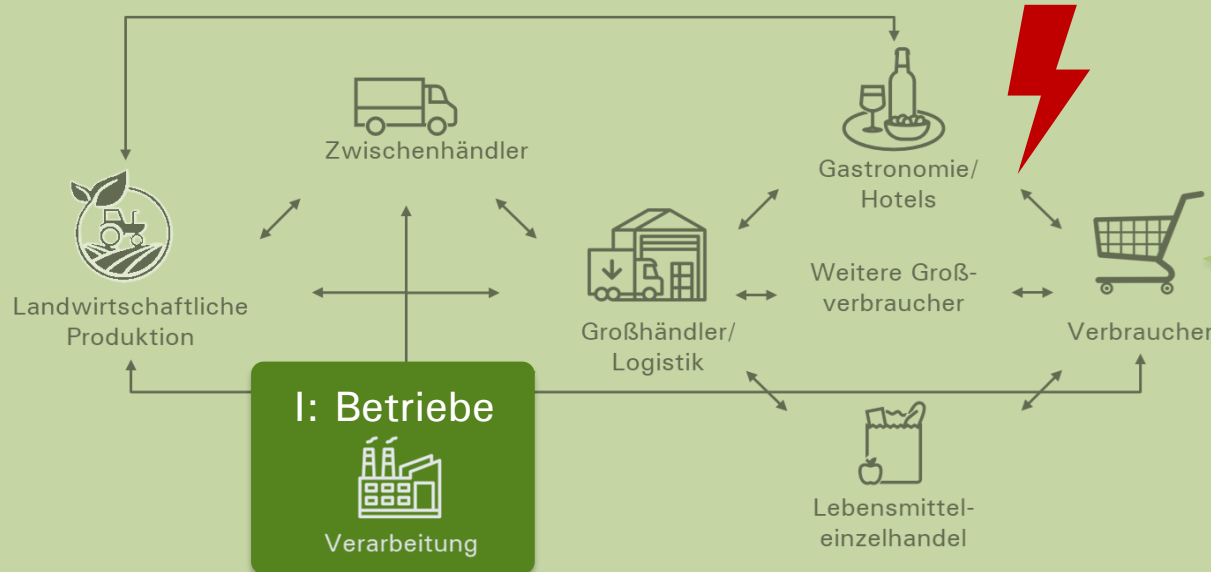 Zwischenhändler
Gastronomie/
Hotels
Landwirtschaftliche
Produktion
Weitere Groß-
verbraucher
Großhändler/
Logistik
Verbraucher
I: Betriebe
Verarbeitung
Lebensmittel-
einzelhandel